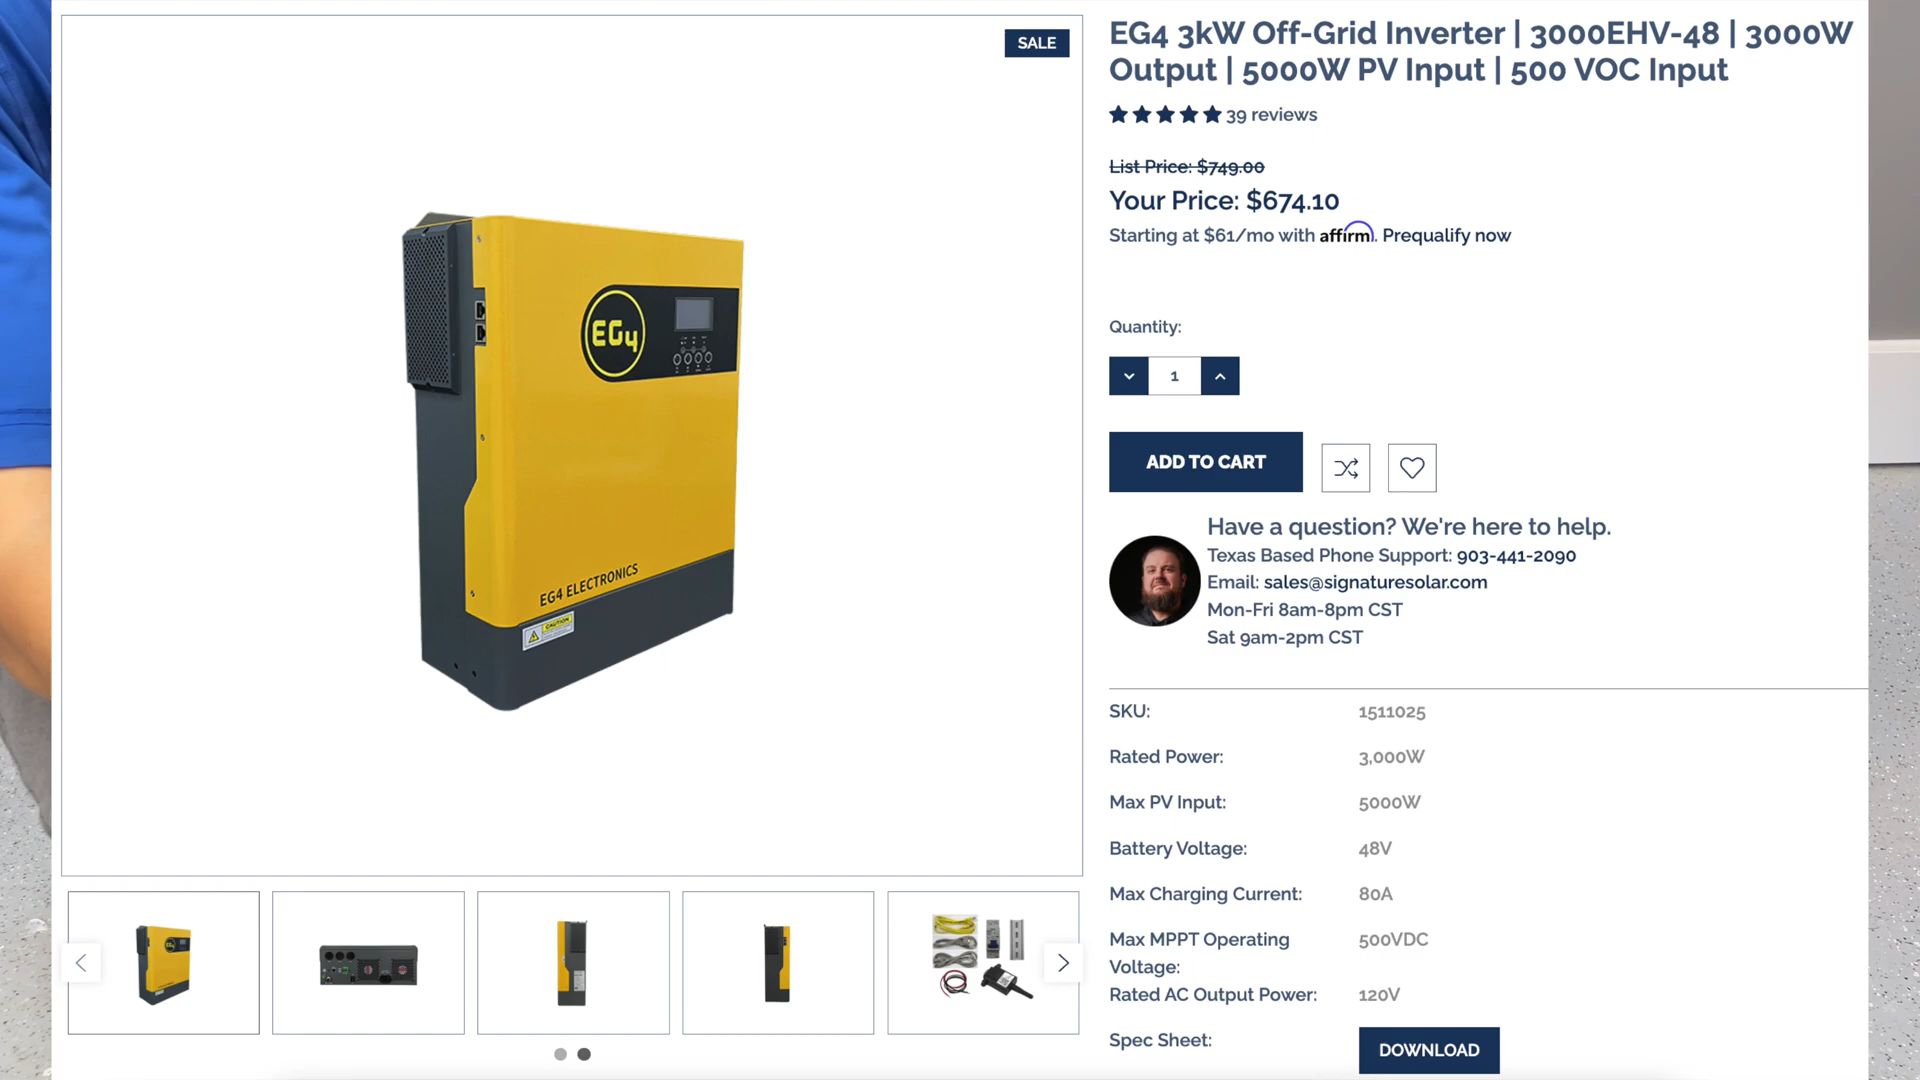 SALE
EG4
EG4 ELECTRONICS
CAUTION
EG4 3kW Off-Grid Inverter | 3000EHV-48 | 3000W
Output | 5000W PV Input | 500 VOC Input
39 reviews
List Price: $749.00
Your Price: $674.10
Starting at $61/mo with affirm. Prequalify now
Quantity:
1
ADD TO CART
Have a question? We're here to help.
Texas Based Phone Support: 903-441-2090
Email: sales@signaturesolar.com
Mon-Fri 8am-8pm CST
Sat 9am-2pm CST
SKU: 1511025
Rated Power: 3,000W
Max PV Input: 5000W
Battery Voltage: 48V
Max Charging Current: 80A
Max MPPT Operating 500VDC
Voltage:
Rated AC Output Power: 120V
Spec Sheet: DOWNLOAD